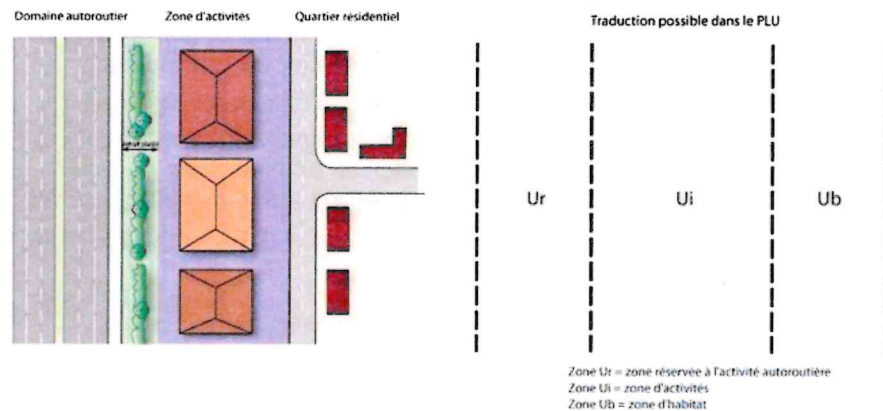 Domaine autoroutier
Zone d'activités
Quartier résidentiel
Traduction possible dans le PLU
Ur
Ui
Ub
Zone Ur = zone réservée à l'activité autoroutière
Zone Ui = zone d'activités
Zone Ub = zone d'habitat